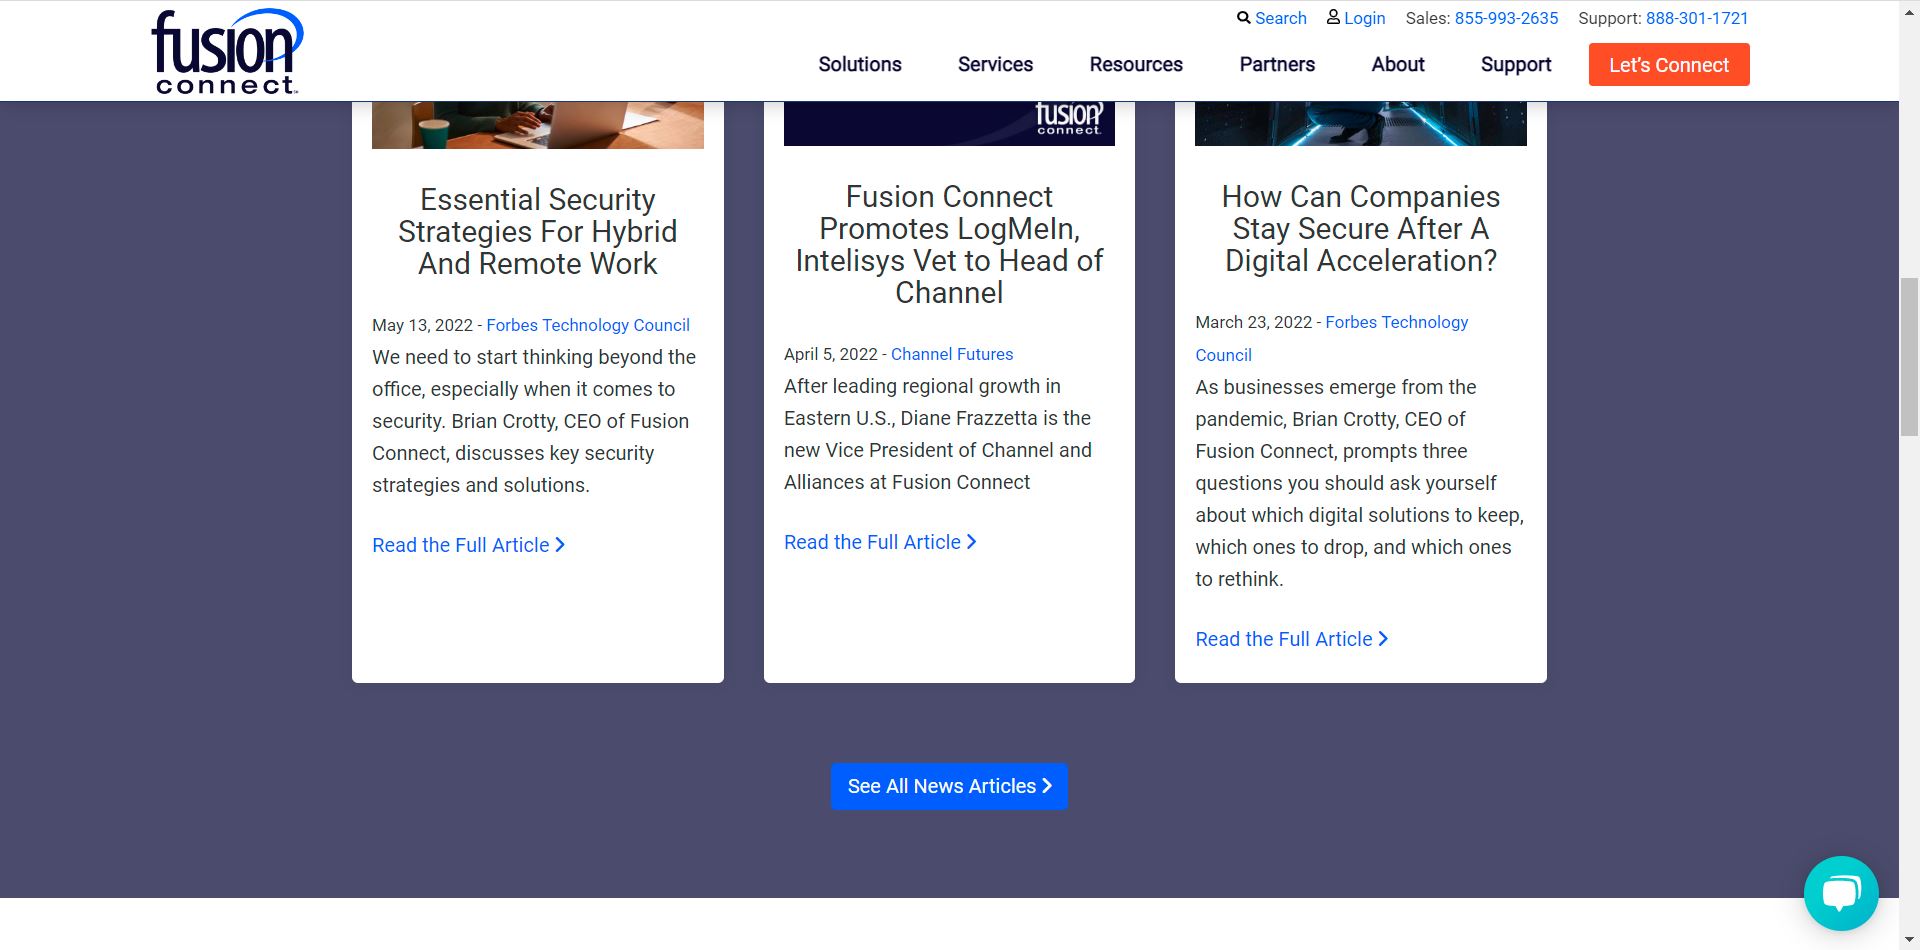 fusion
connect
Search Login Sales: 855-993-2635 Support: 888-301-1721
Solutions Services Resources Partners About Support Let's Connect
fusion
connect
Essential Security
Strategies For Hybrid
And Remote Work
May 13, 2022 - Forbes Technology Council
We need to start thinking beyond the
office, especially when it comes to
security. Brian Crotty, CEO of Fusion
Connect, discusses key security
strategies and solutions.
Read the Full Article
Fusion Connect
Promotes LogMeIn,
Intelisys Vet to Head of
Channel
April 5, 2022 - Channel Futures
After leading regional growth in
Eastern U.S., Diane Frazzetta is the
new Vice President of Channel and
Alliances at Fusion Connect
Read the Full Article
How Can Companies
Stay Secure After A
Digital Acceleration?
March 23, 2022 - Forbes Technology
Council
As businesses emerge from the
pandemic, Brian Crotty, CEO of
Fusion Connect, prompts three
questions you should ask yourself
about which digital solutions to keep,
which ones to drop, and which ones
to rethink.
Read the Full Article
See All News Articles